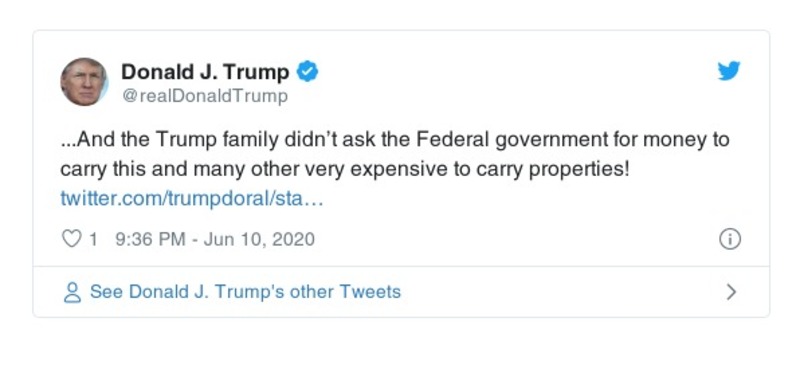 Donald J. Trump
@realDonaldTrump
...And the Trump family didn’t ask the Federal government for money to
carry this and many other very expensive to carry properties!
twitter.com/trumpdoral/sta…
1 9:36 PM - Jun 10, 2020
See Donald J. Trump's other Tweets